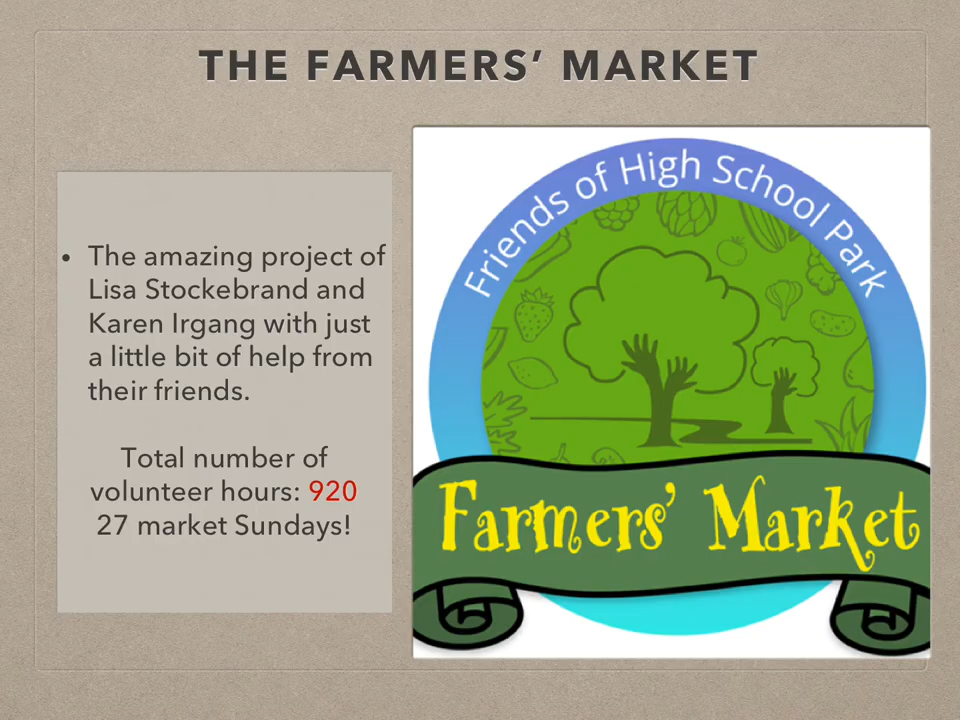 THE FARMERS’ MARKET
• The amazing project of
Lisa Stockebrand and
Karen Irgang with just
a little bit of help from
their friends.
Total number of
volunteer hours: 920
27 market Sundays!
Friends of High School Park
Farmers’ Market